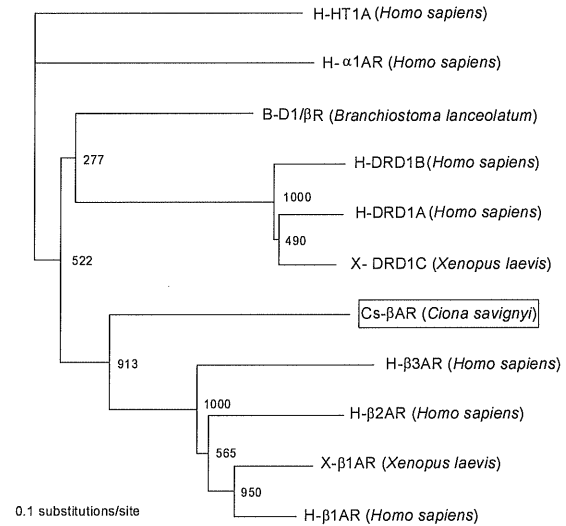 H-HT1A (Homo sapiens)
H- α1AR (Homo sapiens)
B-D1/βR (Branchiostoma lanceolatum)
277
H-DRD1B(Homo sapiens)
1000
H-DRD1A (Homo sapiens)
490
522
X- DRD1C (Xenopus laevis)
Cs-βAR (Ciona savignyi)
913
H-β3AR (Homo sapiens)
1000
H-β2AR (Homo sapiens)
565
X-β1AR (Xenopus laevis)
950
0.1 substitutions/site
H-β1AR (Homo sapiens)